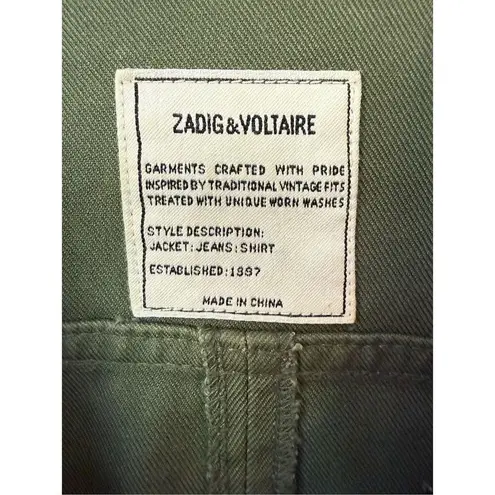 ZADIG&VOLTAIRE
GARMENTS CRAFTED WITH PRIDE
INSPIRED BY TRADITIONAL VINTAGE FITS
TREATED WITH UNIQUE WORN WASHES
STYLE DESCRIPTION:
JACKET:JEANS:SHIRT
ESTABLISHED:1997
MADE IN CHINA